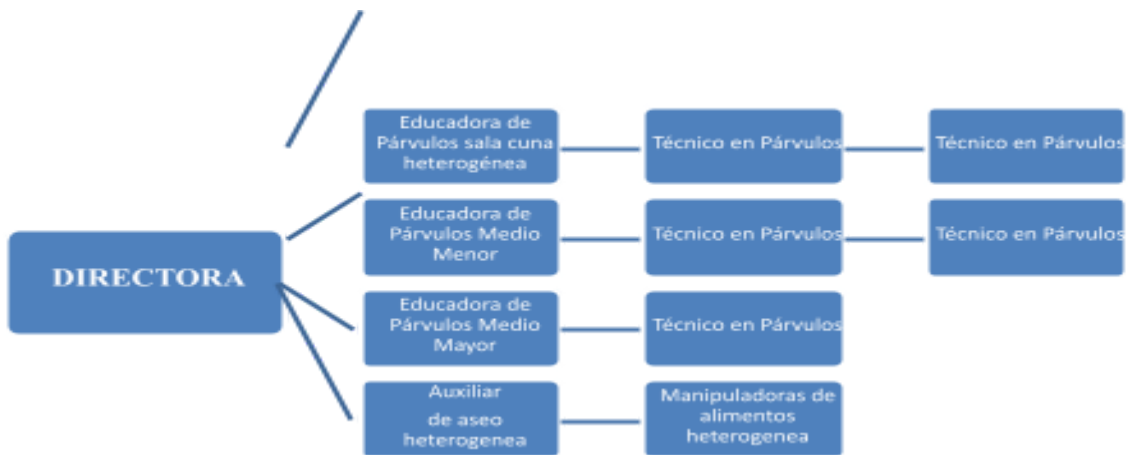 Educadora de
Párvulos sala cuna
heterogénea
Técnico en Párvulos
Técnico en Párvulos
Educadora de
Párvulos Medio
Menor
Técnico en Párvulos
Técnico en Párvulos
DIRECTORA
Educadora de
Párvulos Medio
Mayor
Técnico en Párvulos
Auxiliar
de aseo
heterogenea
Manipuladoras de
alimentos
heterogenea